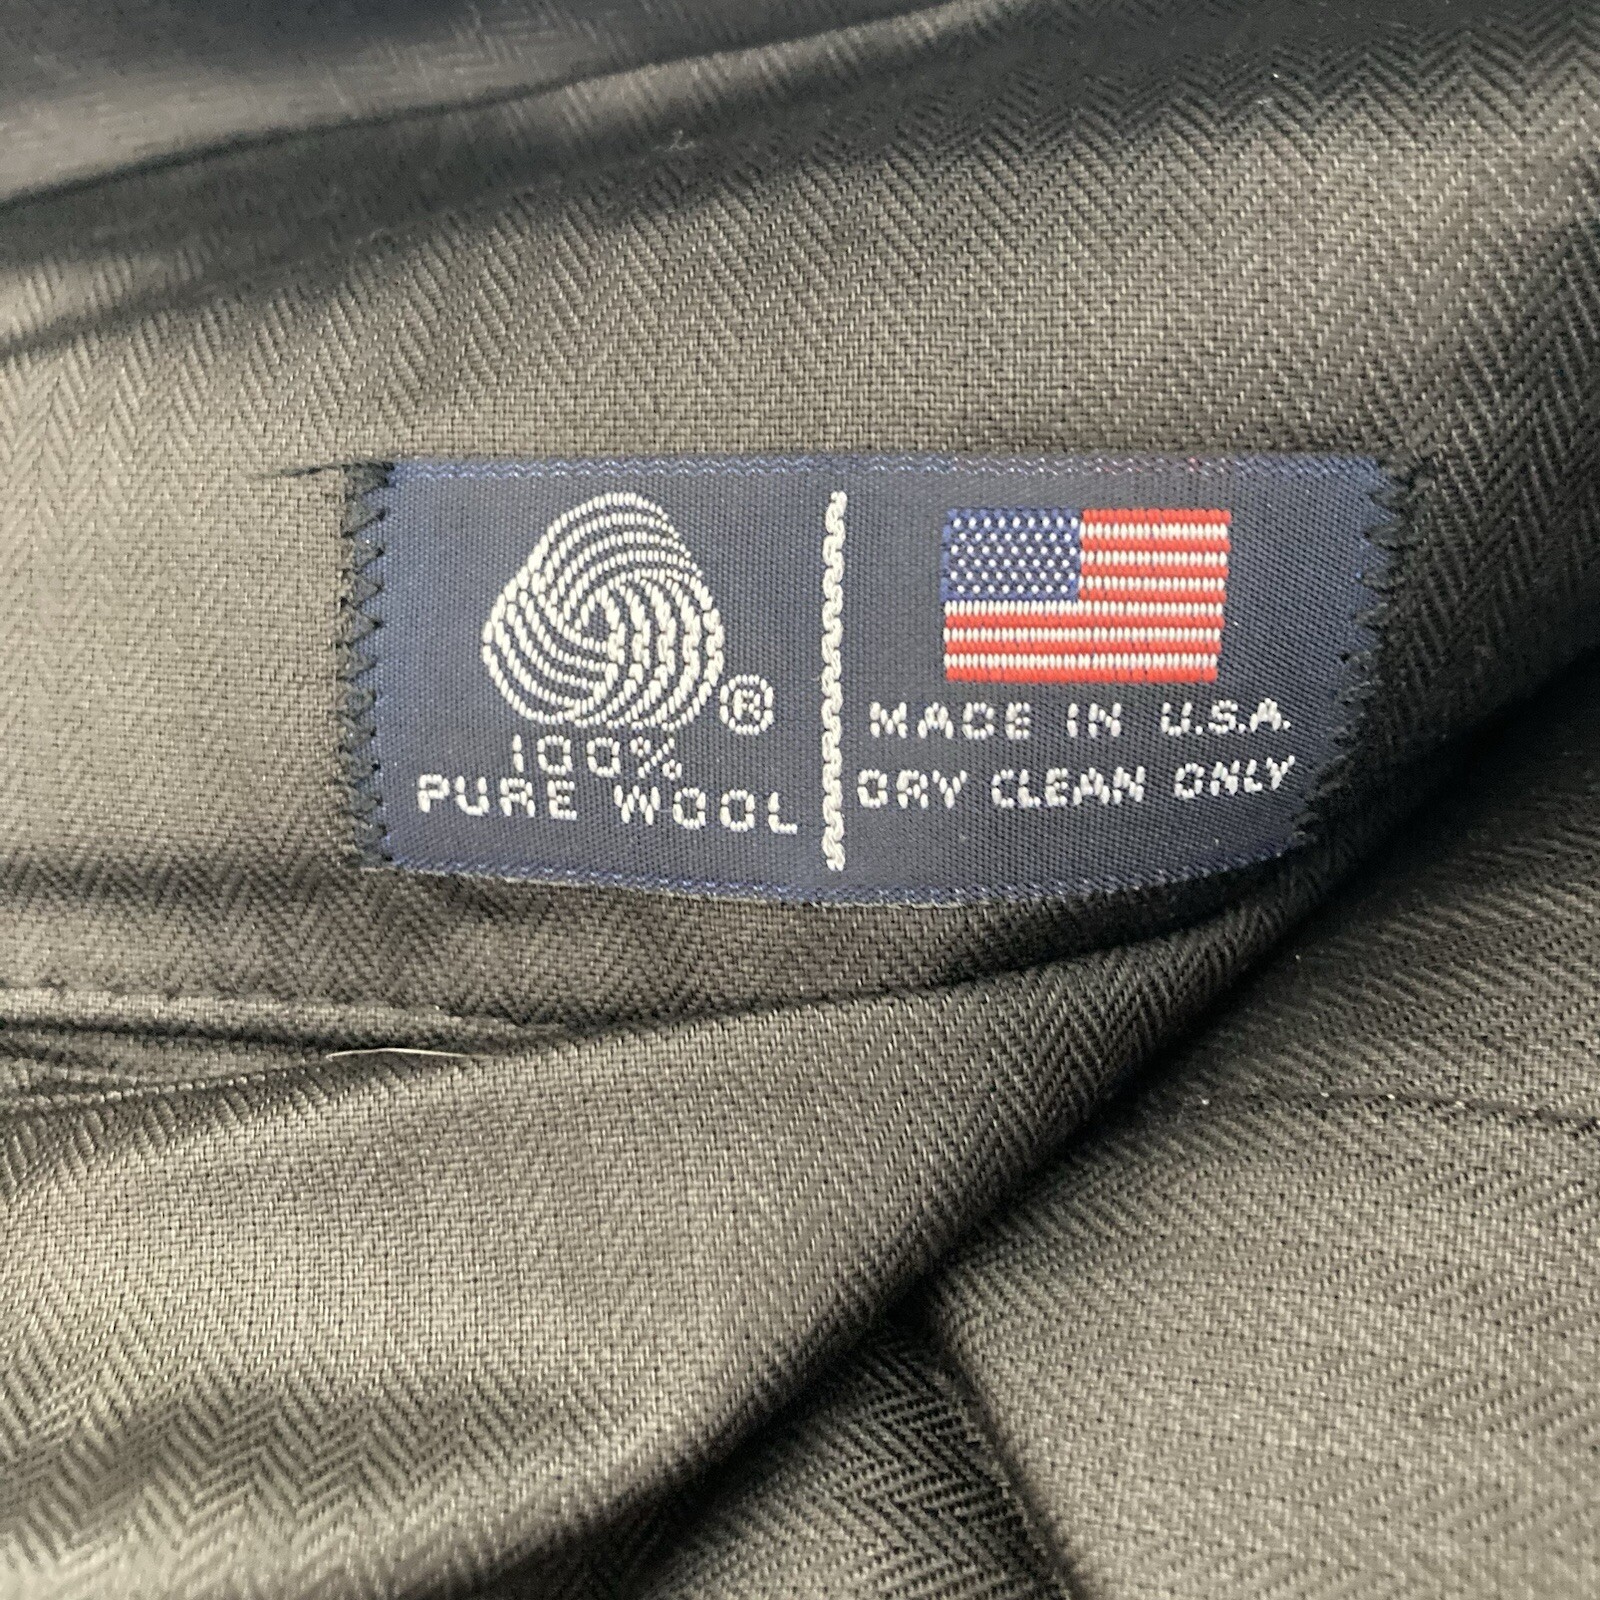 ®
100%
PURE WOOL
MADE IN U.S.A.
DRY CLEAN ONLY